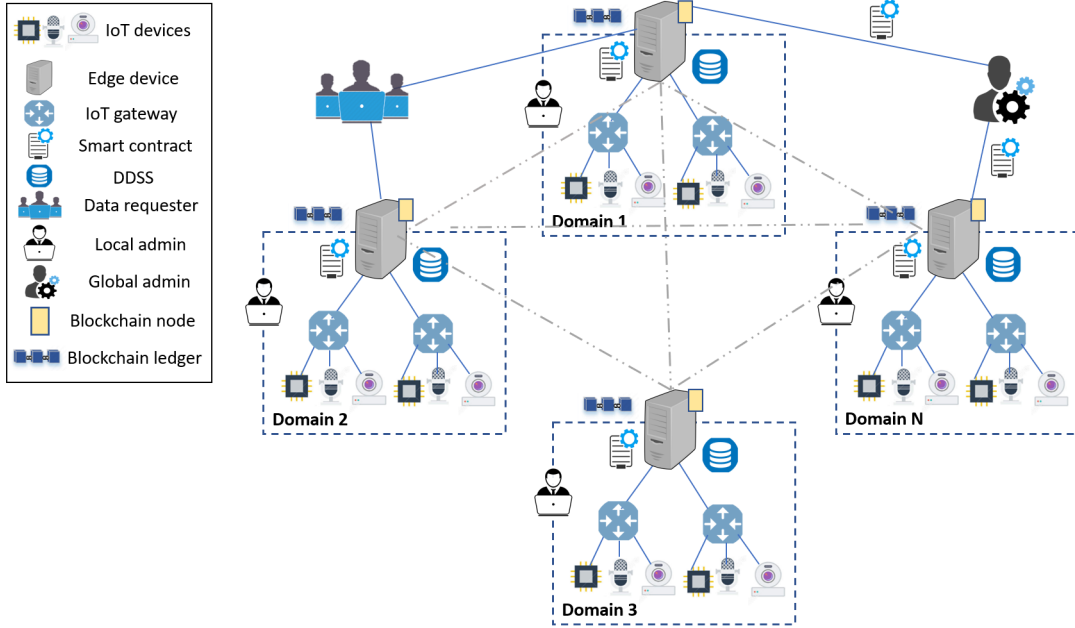 IoT devices
Edge device
IoT gateway
Smart contract
DDSS
Data requester
Local admin
Global admin
Blockchain node
Blockchain ledger
Domain 1
Domain 2
Domain N
Domain 3